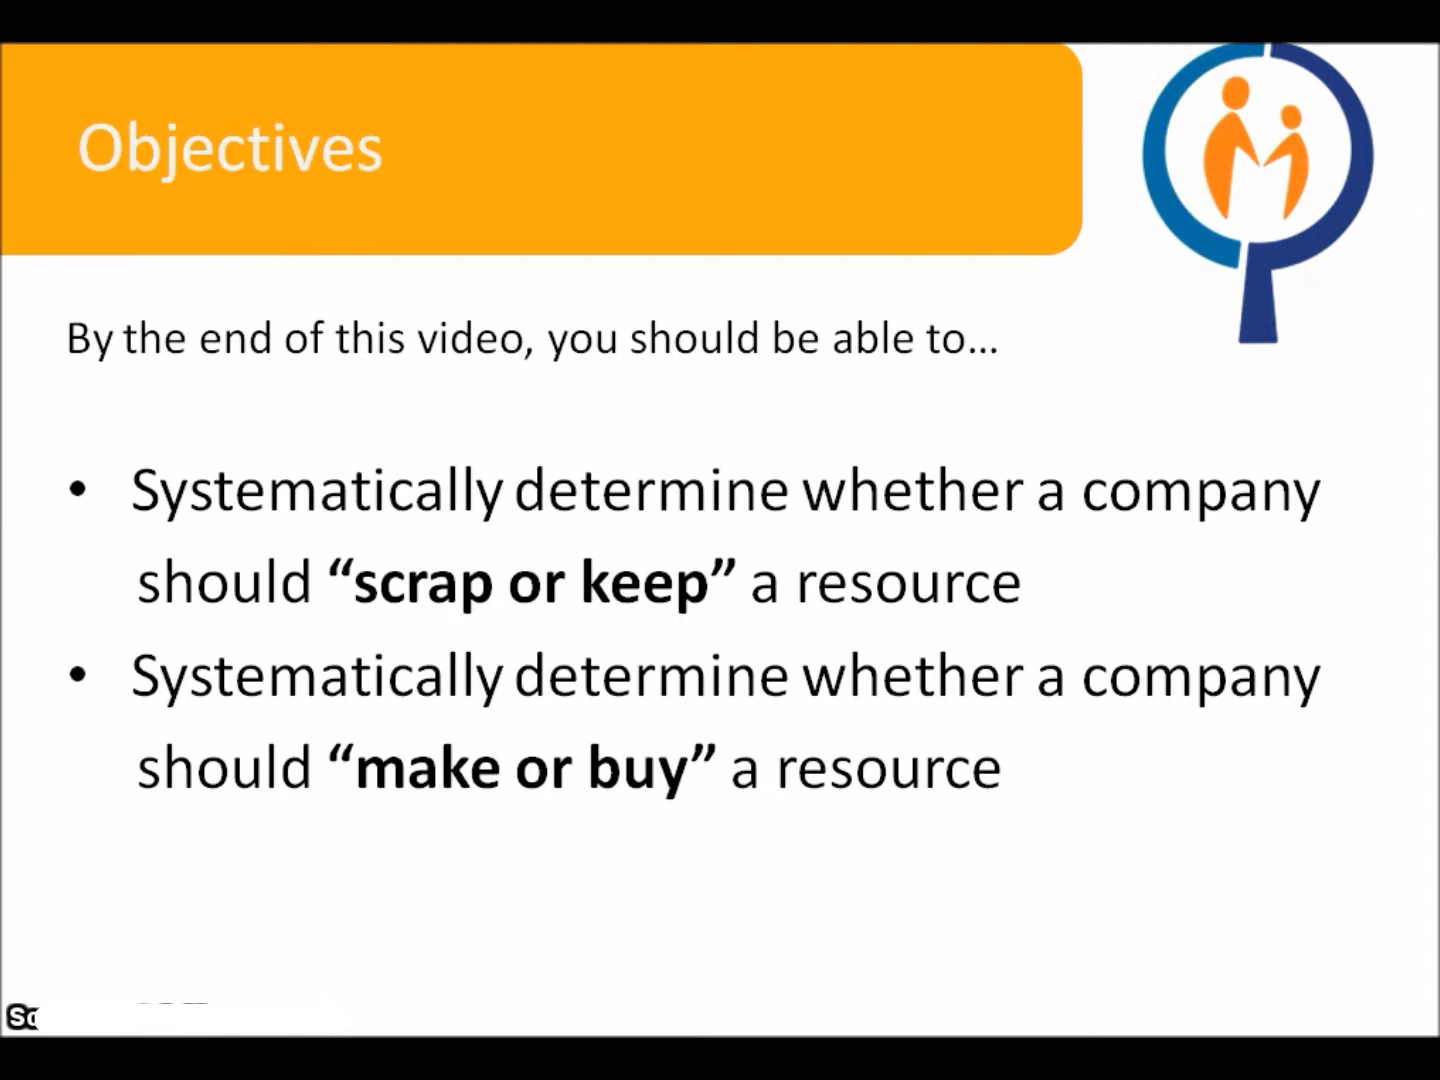 Objectives
By the end of this video, you should be able to...
• Systematically determine whether a company
should “scrap or keep” a resource
• Systematically determine whether a company
should “make or buy” a resource